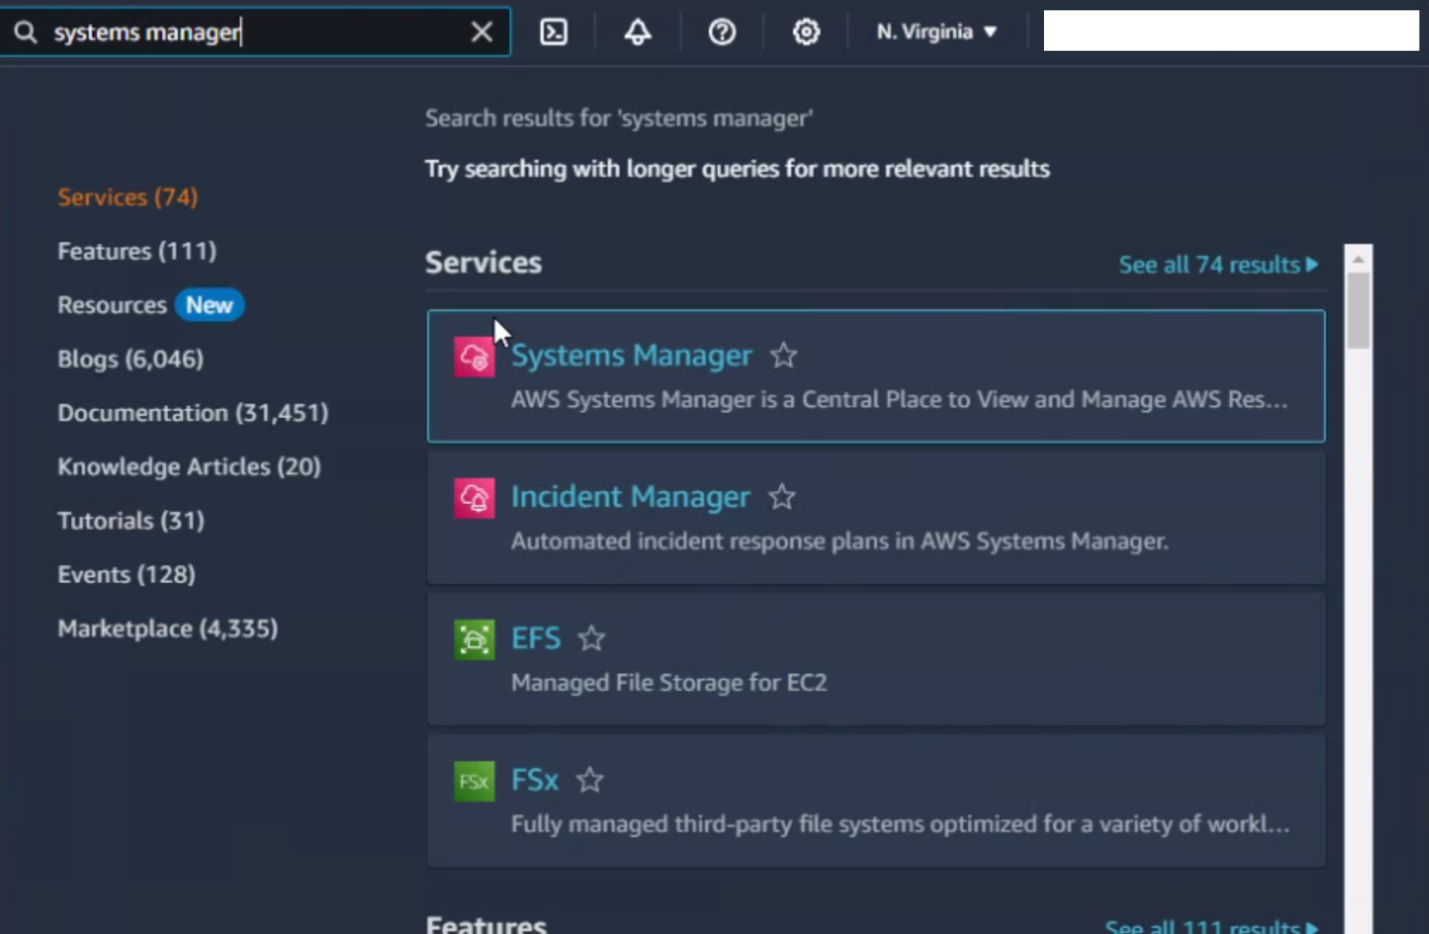 systems manager
N. Virginia
Search results for 'systems manager'
Try searching with longer queries for more relevant results
Services (74)
Features (111)
Resources New
Blogs (6,046)
Documentation (31,451)
Knowledge Articles (20)
Tutorials (31)
Events (128)
Marketplace (4,335)
Services
See all 74 results
Systems Manager
AWS Systems Manager is a Central Place to View and Manage AWS Res...
Incident Manager
Automated incident response plans in AWS Systems Manager.
EFS
Managed File Storage for EC2
FSx
FSx
Fully managed third-party file systems optimized for a variety of workl...
Features
See all 111 results